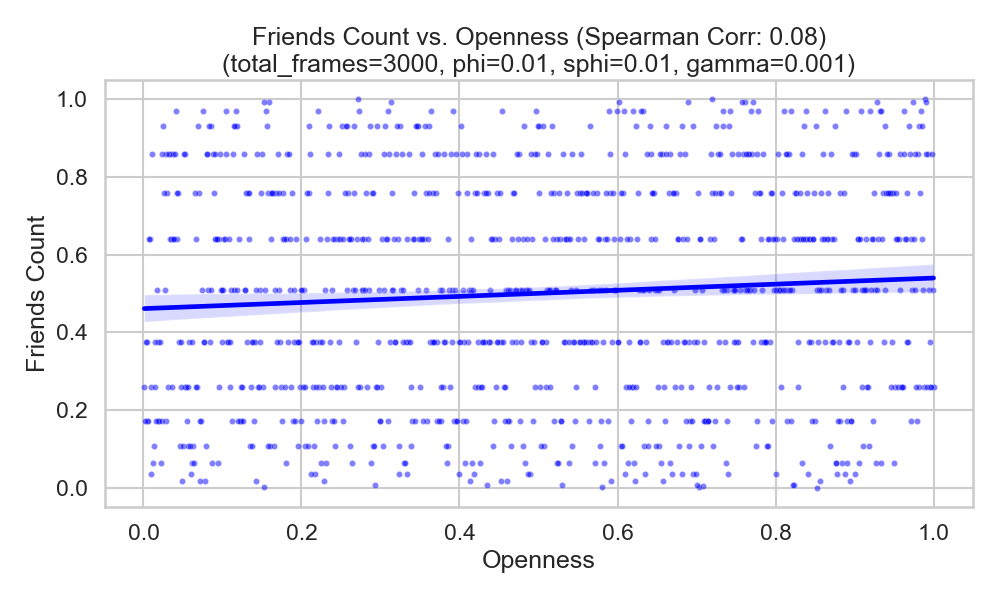 Friends Count vs. Openness (Spearman Corr: 0.08)
(total_frames=3000, phi=0.01, sphi=0.01, gamma=0.001)
1.0
0.8
0.6
0.4
0.2
0.0
Friends Count
0.0 0.2 0.4 0.6 0.8 1.0
Openness